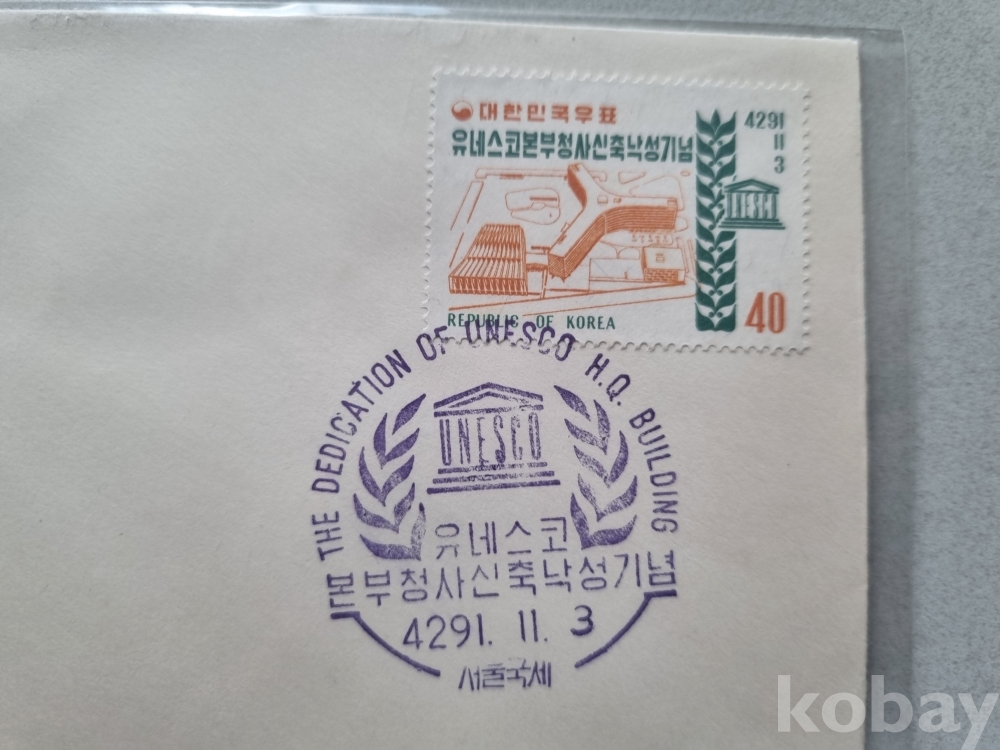 대한민국우표
유네스코본부청사신축낙성기념
4291
11
3
UNESCO
REPUBLIC OF KOREA
40
THE DEDICATION OF UNESCO H.Q. BUILDING
UNESCO
유네스코
본부청사신축낙성기념
4291. 11. 3
서울국제
kobay